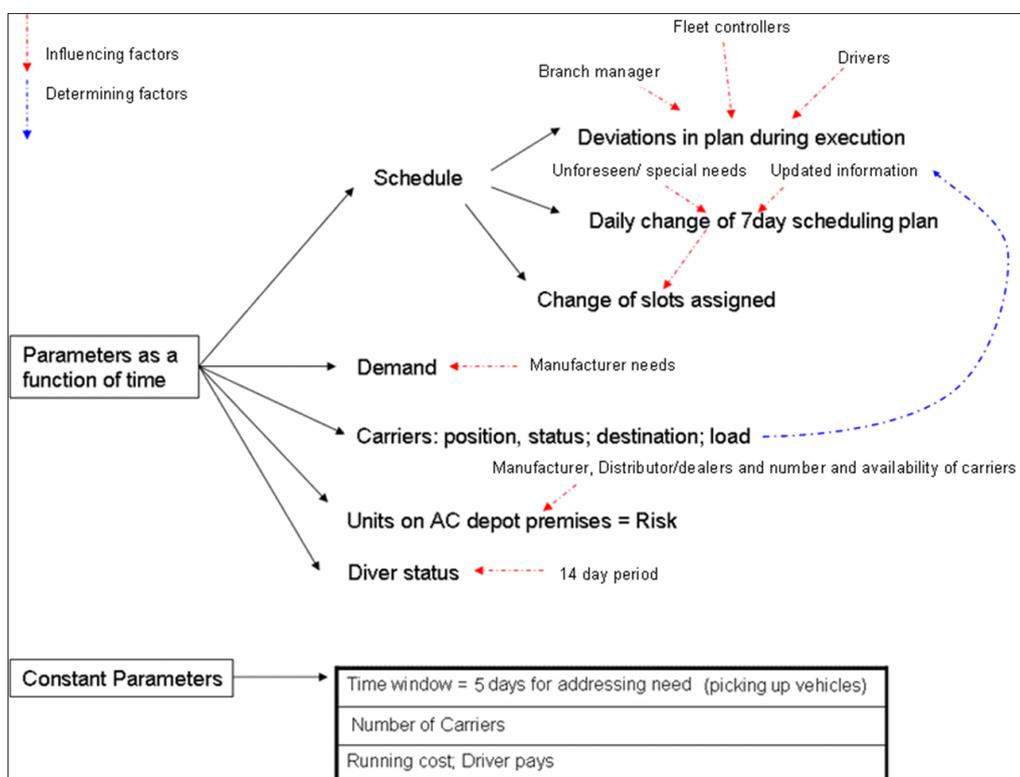 Influencing factors
Determining factors
Fleet controllers
Drivers
Branch manager
Deviations in plan during execution
Schedule
Unforeseen/ special needs
Updated information
Daily change of 7day scheduling plan
Change of slots assigned
Parameters as a
function of time
Demand
Manufacturer needs
Carriers: position, status; destination; load
Manufacturer, Distributor/dealers and number and availability of carriers
Units on AC depot premises = Risk
Diver status
14 day period
Constant Parameters
Time window = 5 days for addressing need (picking up vehicles)
Number of Carriers
Running cost; Driver pays